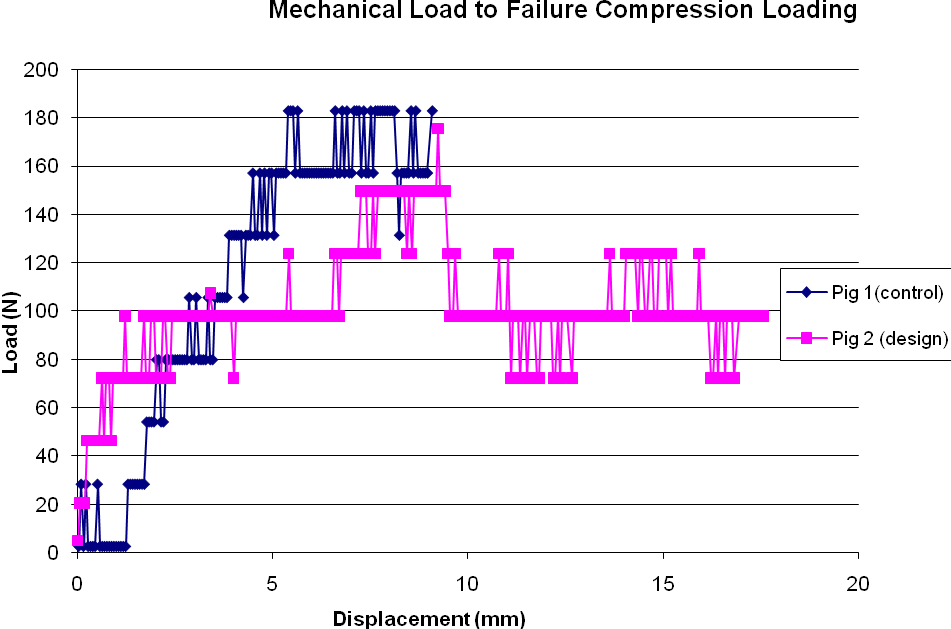 Mechanical Load to Failure Compression Loading
200
180
160
140
120
100
80
60
40
20
0
Load (N)
0 5 10 15 20
Displacement (mm)
Pig 1(control)
Pig 2 (design)